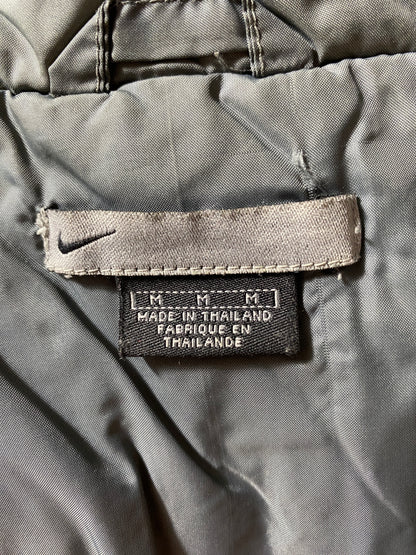 M M M
MADE IN THAILAND
FABRIQUE EN
THAILANDE